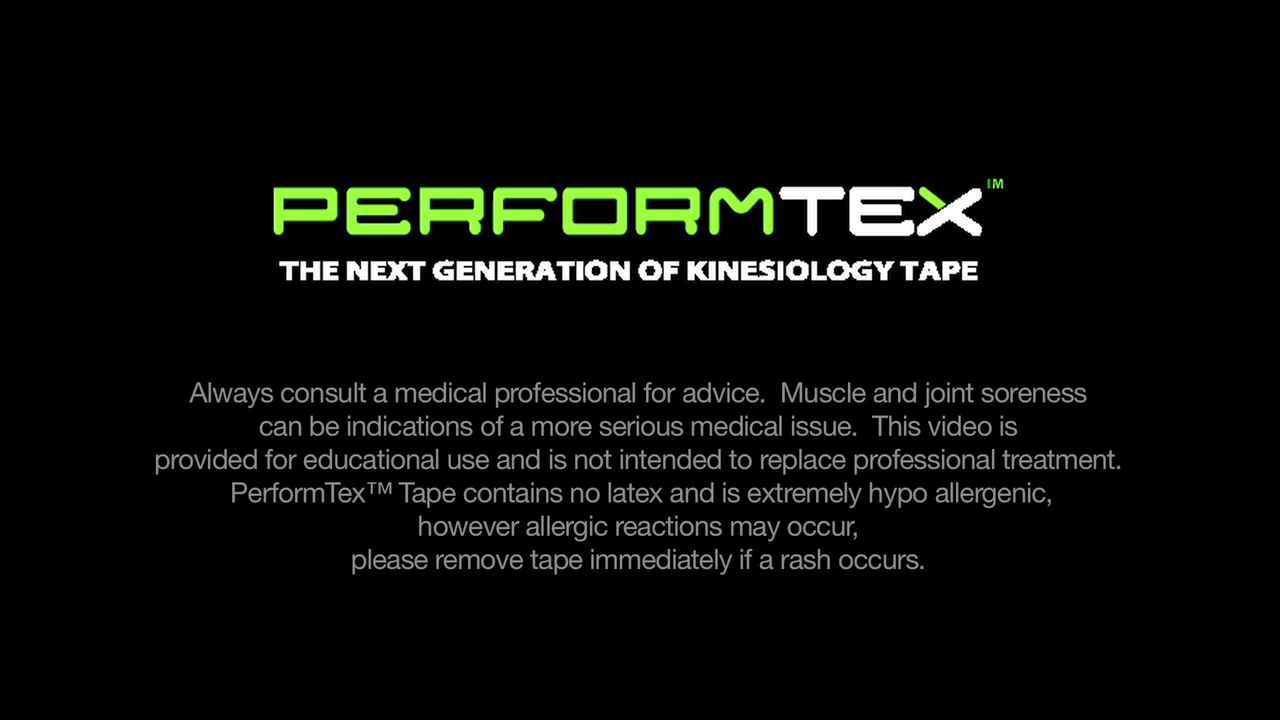 PERFORMTEX™
THE NEXT GENERATION OF KINESIOLOGY TAPE
Always consult a medical professional for advice.  Muscle and joint soreness
can be indications of a more serious medical issue.  This video is
provided for educational use and is not intended to replace professional treatment.
PerformTex™ Tape contains no latex and is extremely hypo allergenic,
however allergic reactions may occur,
please remove tape immediately if a rash occurs.